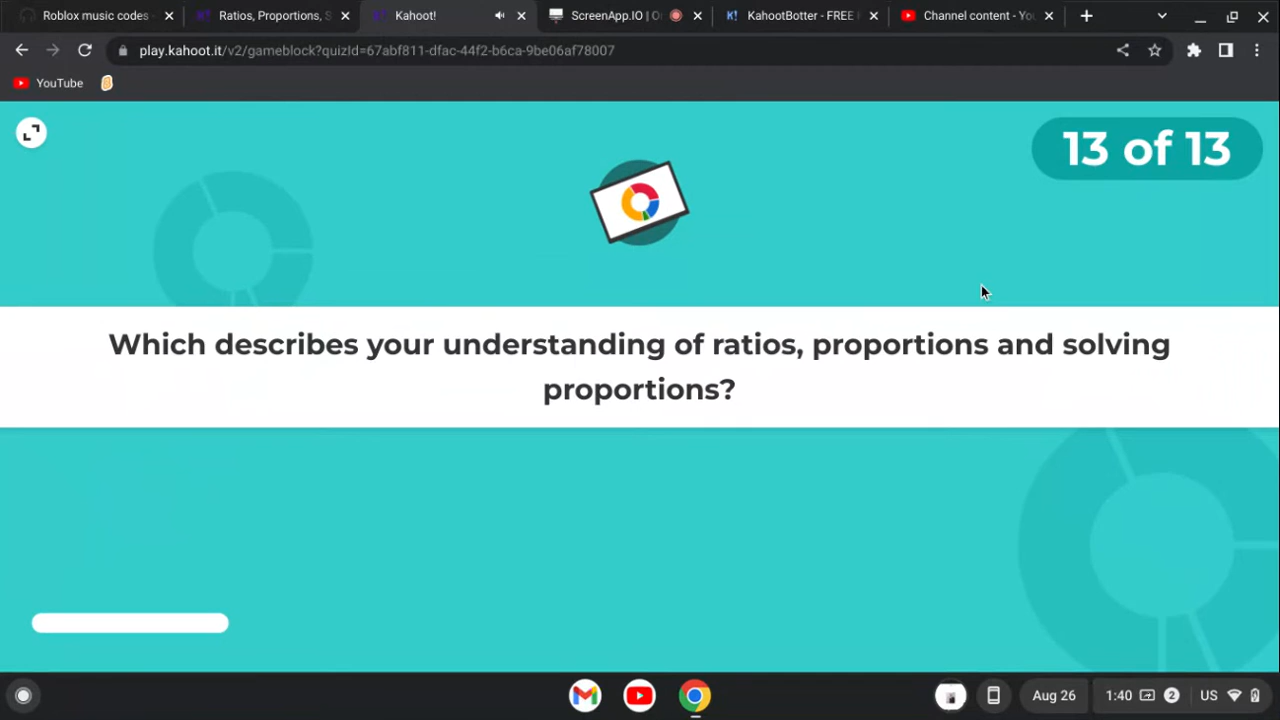 Roblox music codes
Ratios, Proportions, S
Kahoot!
ScreenApp.IO | O
K! KahootBotter - FREE
Channel content - You
play.kahoot.it/v2/gameblock?quizId=67abf811-dfac-44f2-b6ca-9be06af78007
YouTube
13 of 13
Which describes your understanding of ratios, proportions and solving
proportions?
Aug 26
1:40
2
US